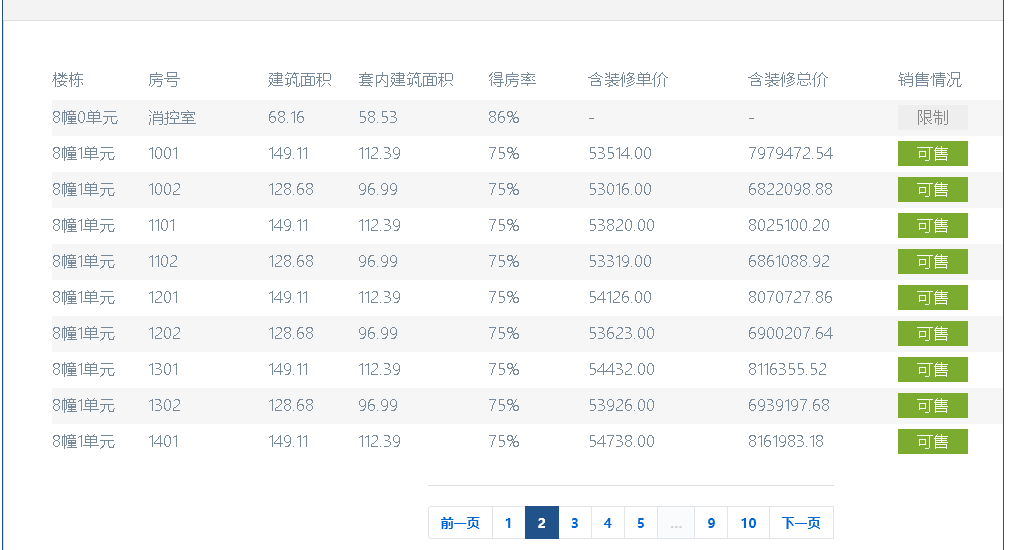 楼栋 房号 建筑面积 套内建筑面积 得房率 含装修单价 含装修总价 销售情况
8幢0单元 消控室 68.16 58.53 86% - - 限制
8幢1单元 1001 149.11 112.39 75% 53514.00 7979472.54 可售
8幢1单元 1002 128.68 96.99 75% 53016.00 6822098.88 可售
8幢1单元 1101 149.11 112.39 75% 53820.00 8025100.20 可售
8幢1单元 1102 128.68 96.99 75% 53319.00 6861088.92 可售
8幢1单元 1201 149.11 112.39 75% 54126.00 8070727.86 可售
8幢1单元 1202 128.68 96.99 75% 53623.00 6900207.64 可售
8幢1单元 1301 149.11 112.39 75% 54432.00 8116355.52 可售
8幢1单元 1302 128.68 96.99 75% 53926.00 6939197.68 可售
8幢1单元 1401 149.11 112.39 75% 54738.00 8161983.18 可售
前一页 1 2 3 4 5 ... 9 10 下一页